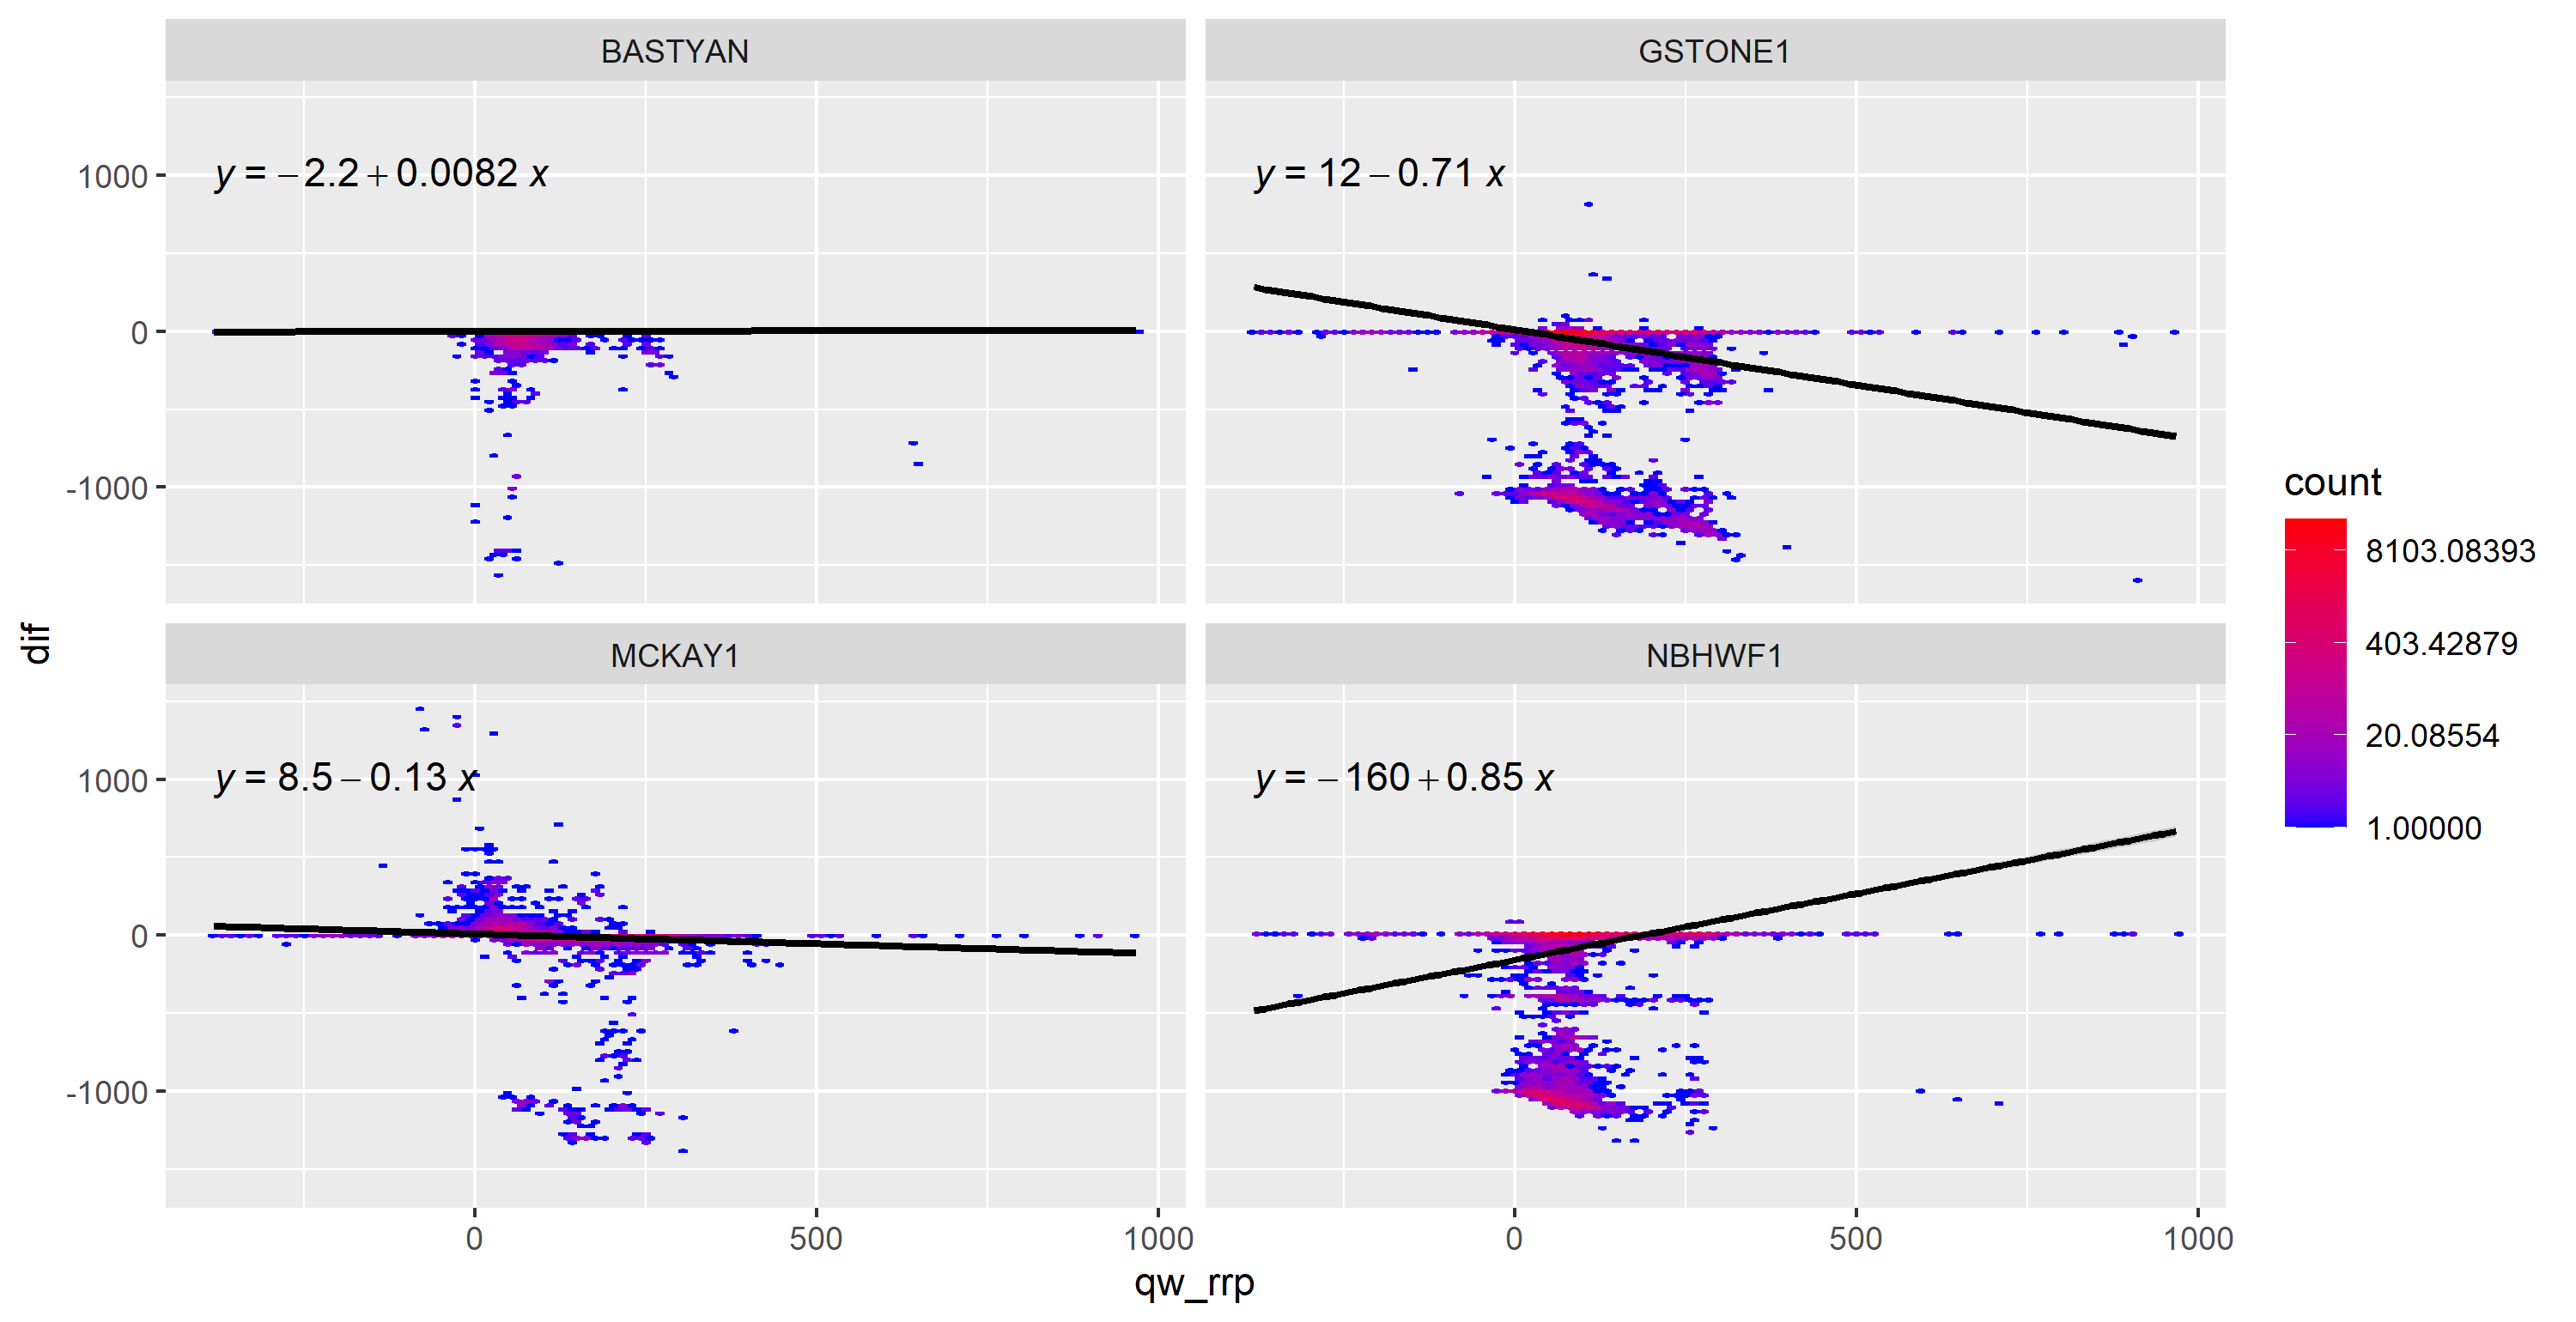 BASTYAN
GSTONE1
1000
0
-1000
y = −2.2 + 0.0082 x
y = 12 − 0.71 x
dif
MCKAY1
NBHWF1
1000
0
-1000
y = 8.5 − 0.13 x
y = −160 + 0.85 x
0 500 1000 0 500 1000
qw_rrp
count
8103.08393
403.42879
20.08554
1.00000